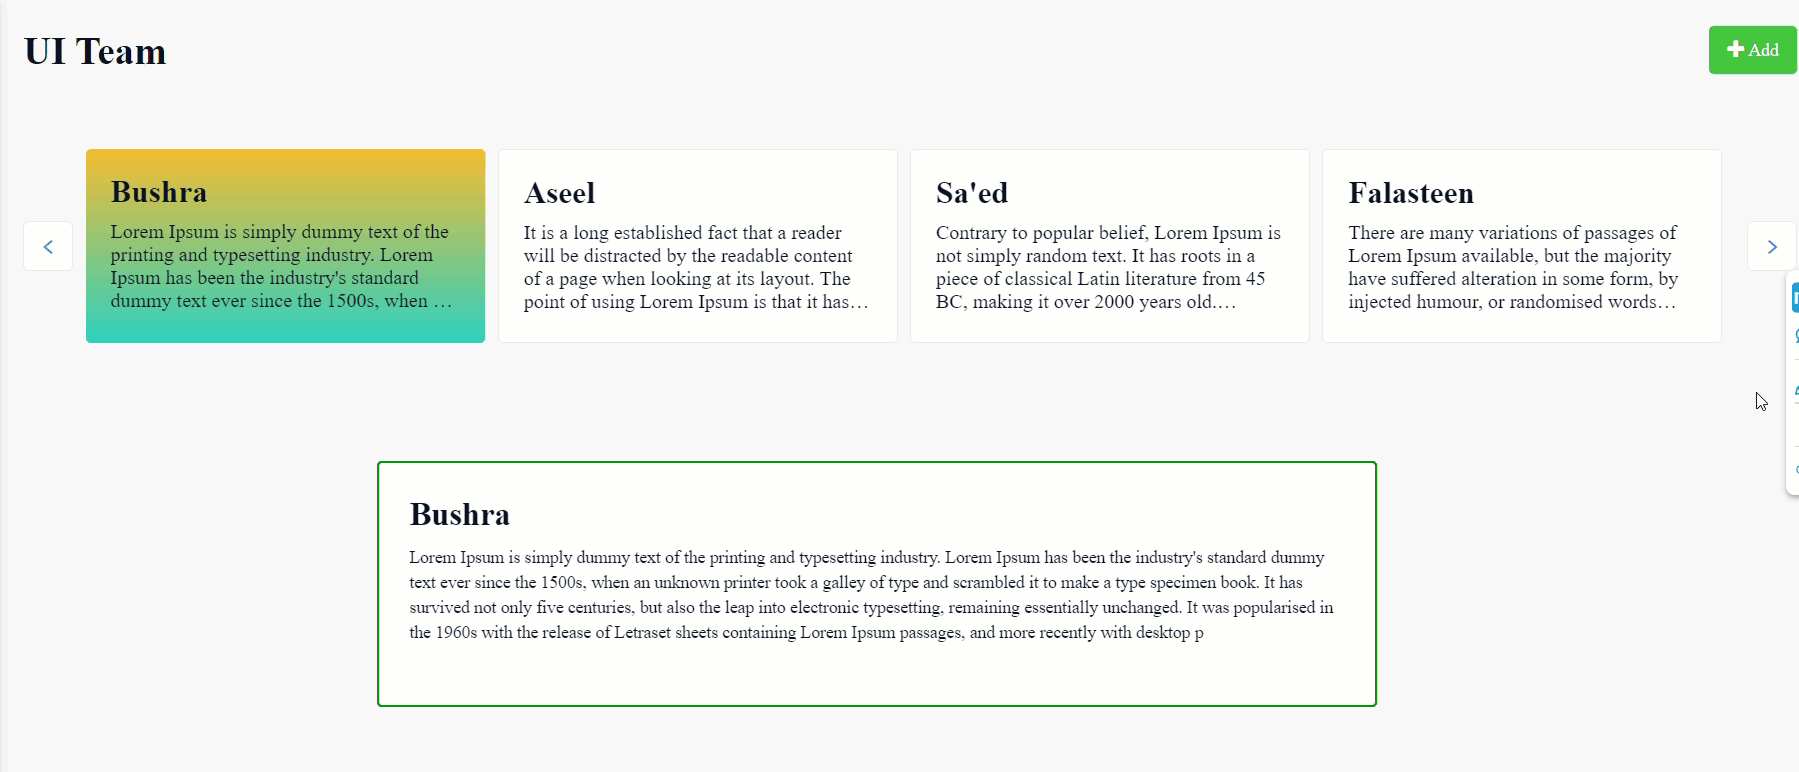 UI Team
Add
Bushra
Lorem Ipsum is simply dummy text of the
printing and typesetting industry. Lorem
Ipsum has been the industry's standard
dummy text ever since the 1500s, when …
Aseel
It is a long established fact that a reader
will be distracted by the readable content
of a page when looking at its layout. The
point of using Lorem Ipsum is that it has…
Sa'ed
Contrary to popular belief, Lorem Ipsum is
not simply random text. It has roots in a
piece of classical Latin literature from 45
BC, making it over 2000 years old.…
Falasteen
There are many variations of passages of
Lorem Ipsum available, but the majority
have suffered alteration in some form, by
injected humour, or randomised words…
Bushra
Lorem Ipsum is simply dummy text of the printing and typesetting industry. Lorem Ipsum has been the industry's standard dummy
text ever since the 1500s, when an unknown printer took a galley of type and scrambled it to make a type specimen book. It has
survived not only five centuries, but also the leap into electronic typesetting, remaining essentially unchanged. It was popularised in
the 1960s with the release of Letraset sheets containing Lorem Ipsum passages, and more recently with desktop p